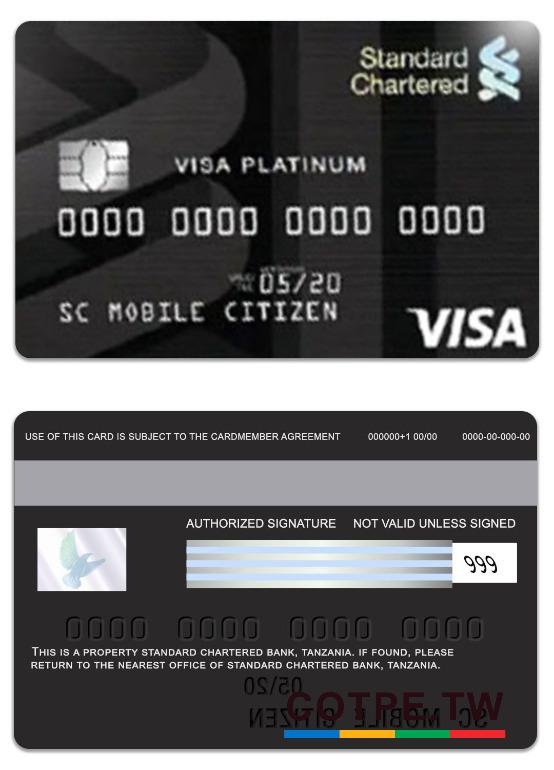 Standard
Chartered
VISA PLATINUM
0000 0000 0000 0000
05/20
SC MOBILE CITIZEN
VISA
USE OF THIS CARD IS SUBJECT TO THE CARDMEMBER AGREEMENT 000000+1 00/00 0000-00-000-00
AUTHORIZED SIGNATURE NOT VALID UNLESS SIGNED
999
0000 0000 0000 0000
THIS IS A PROPERTY STANDARD CHARTERED BANK, TANZANIA. IF FOUND, PLEASE
RETURN TO THE NEAREST OFFICE OF STANDARD CHARTERED BANK, TANZANIA.
05/20
SC MOBILE CITIZEN
GOTPE.TW